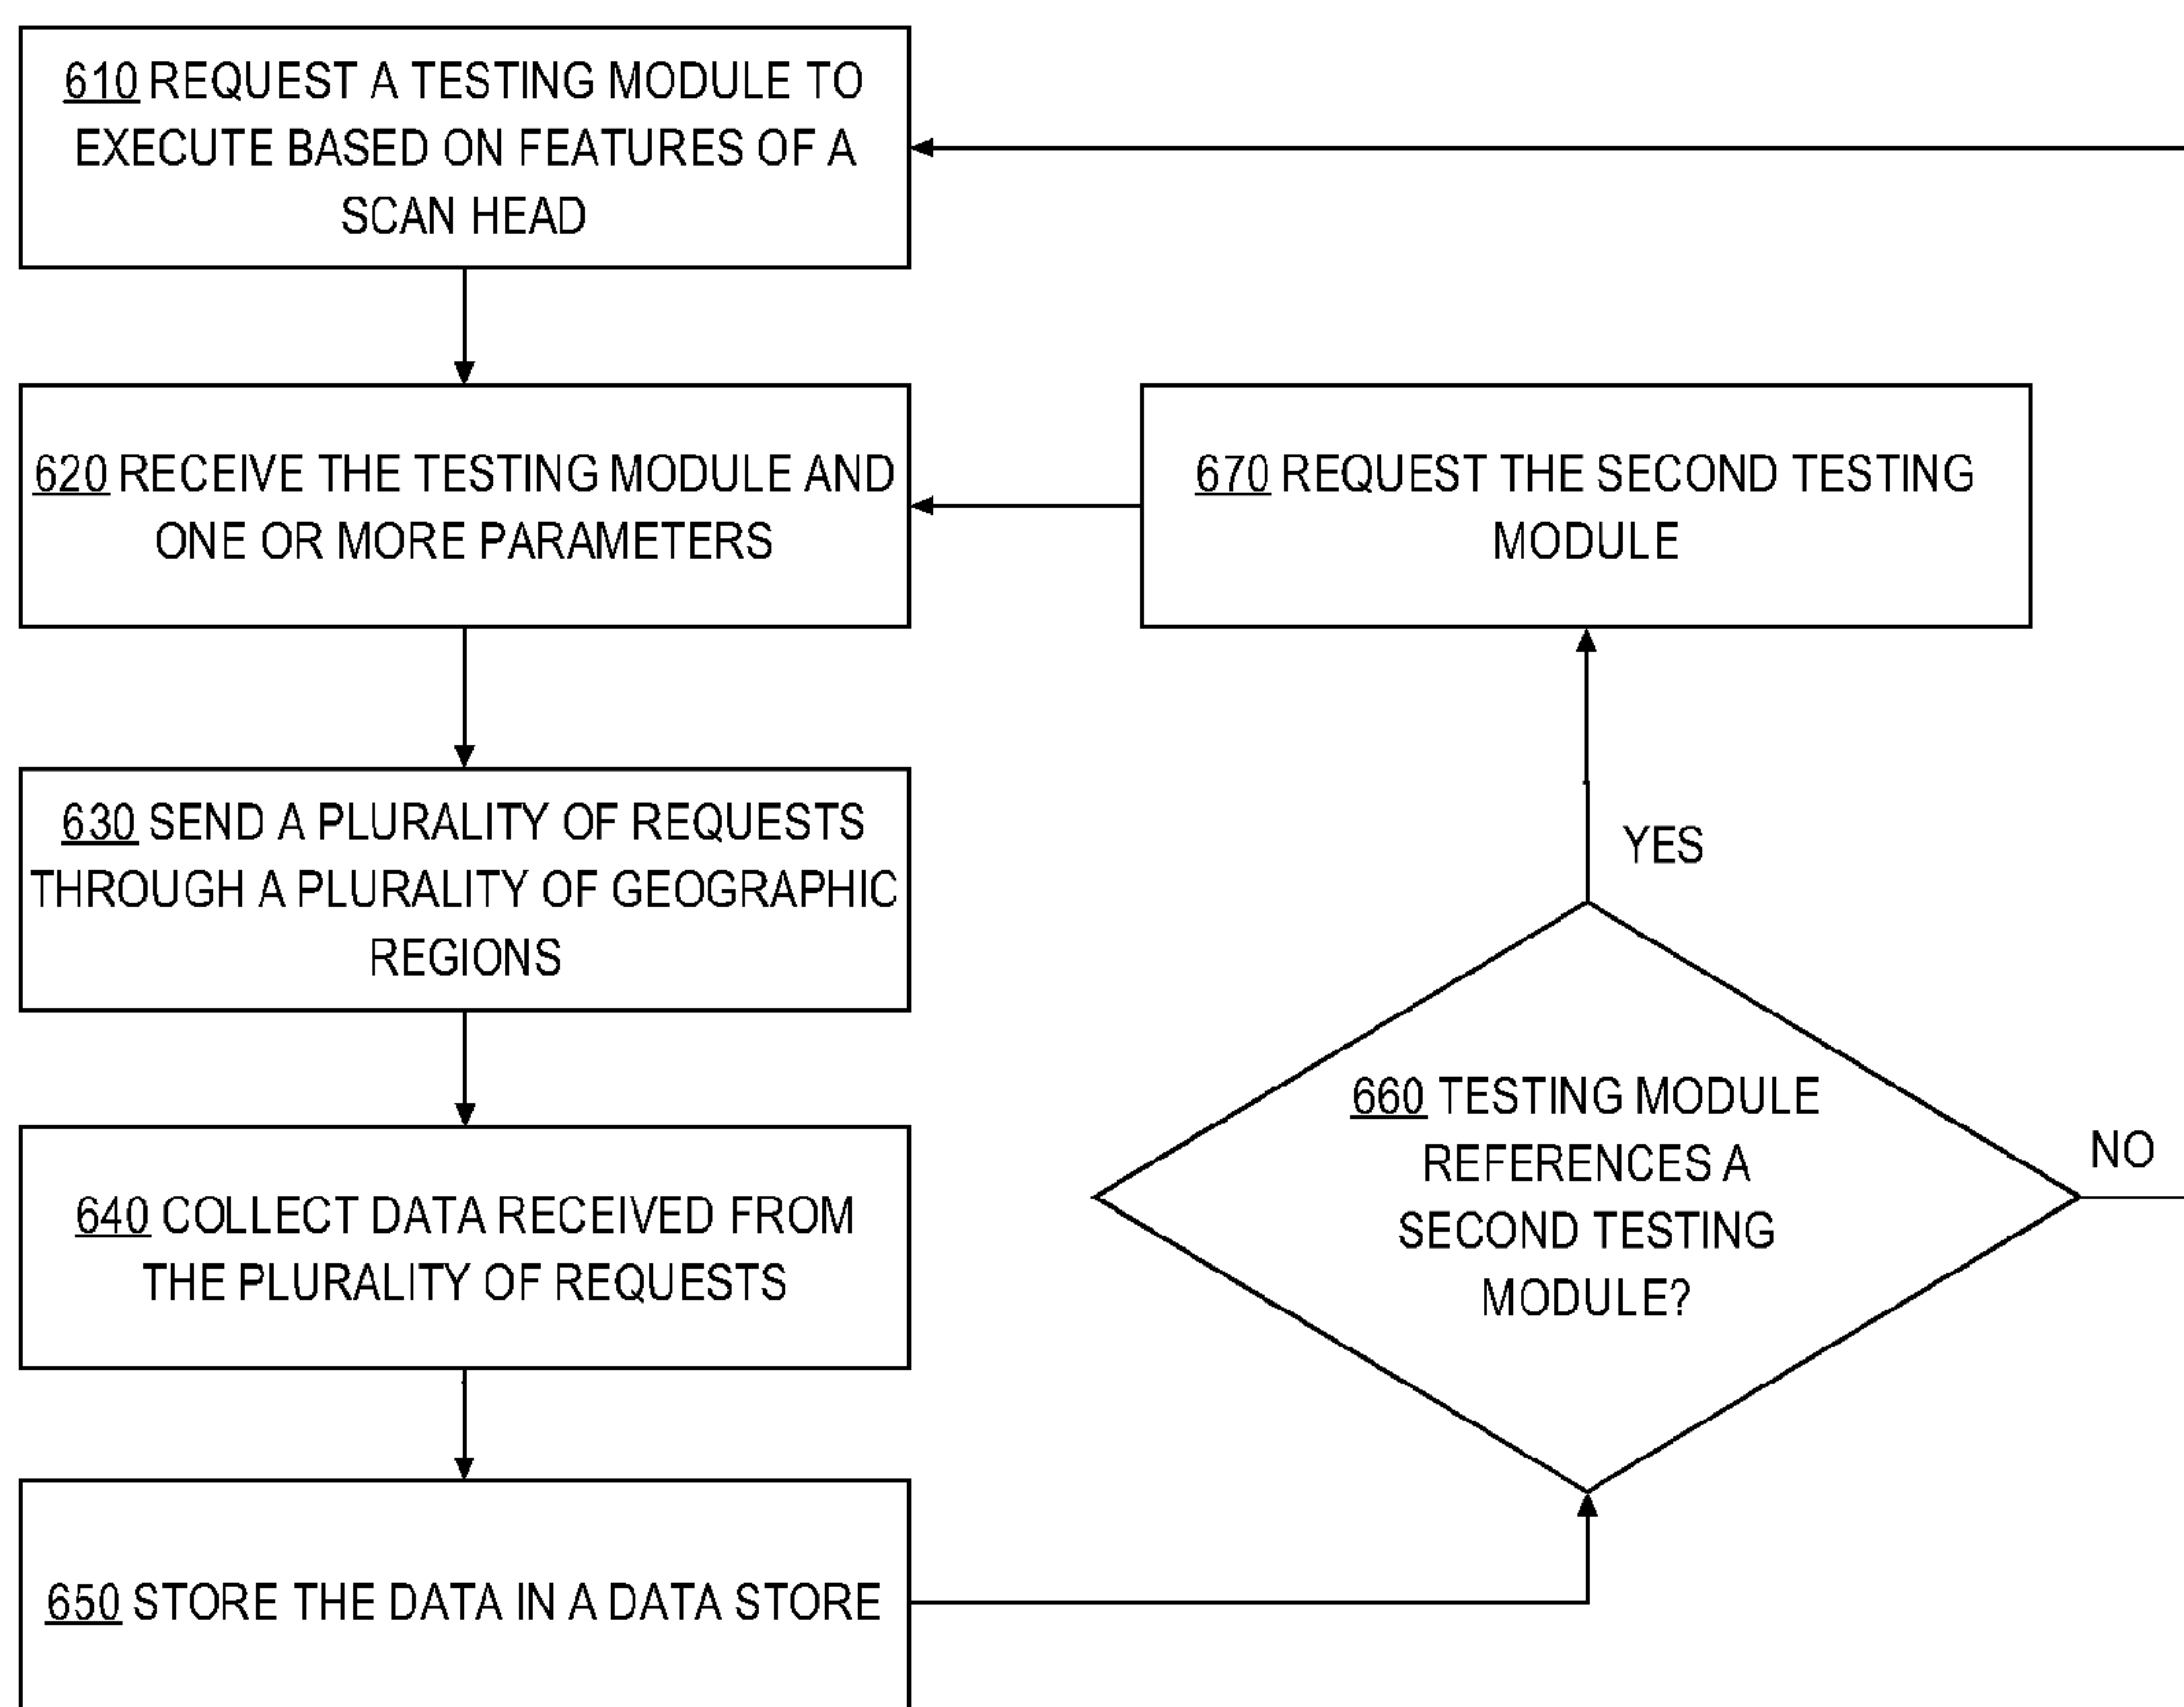 610 REQUEST A TESTING MODULE TO
EXECUTE BASED ON FEATURES OF A
SCAN HEAD
620 RECEIVE THE TESTING MODULE AND
ONE OR MORE PARAMETERS
670 REQUEST THE SECOND TESTING
MODULE
630 SEND A PLURALITY OF REQUESTS
THROUGH A PLURALITY OF GEOGRAPHIC
REGIONS
YES
660 TESTING MODULE
REFERENCES A
SECOND TESTING
MODULE?
NO
640 COLLECT DATA RECEIVED FROM
THE PLURALITY OF REQUESTS
650 STORE THE DATA IN A DATA STORE